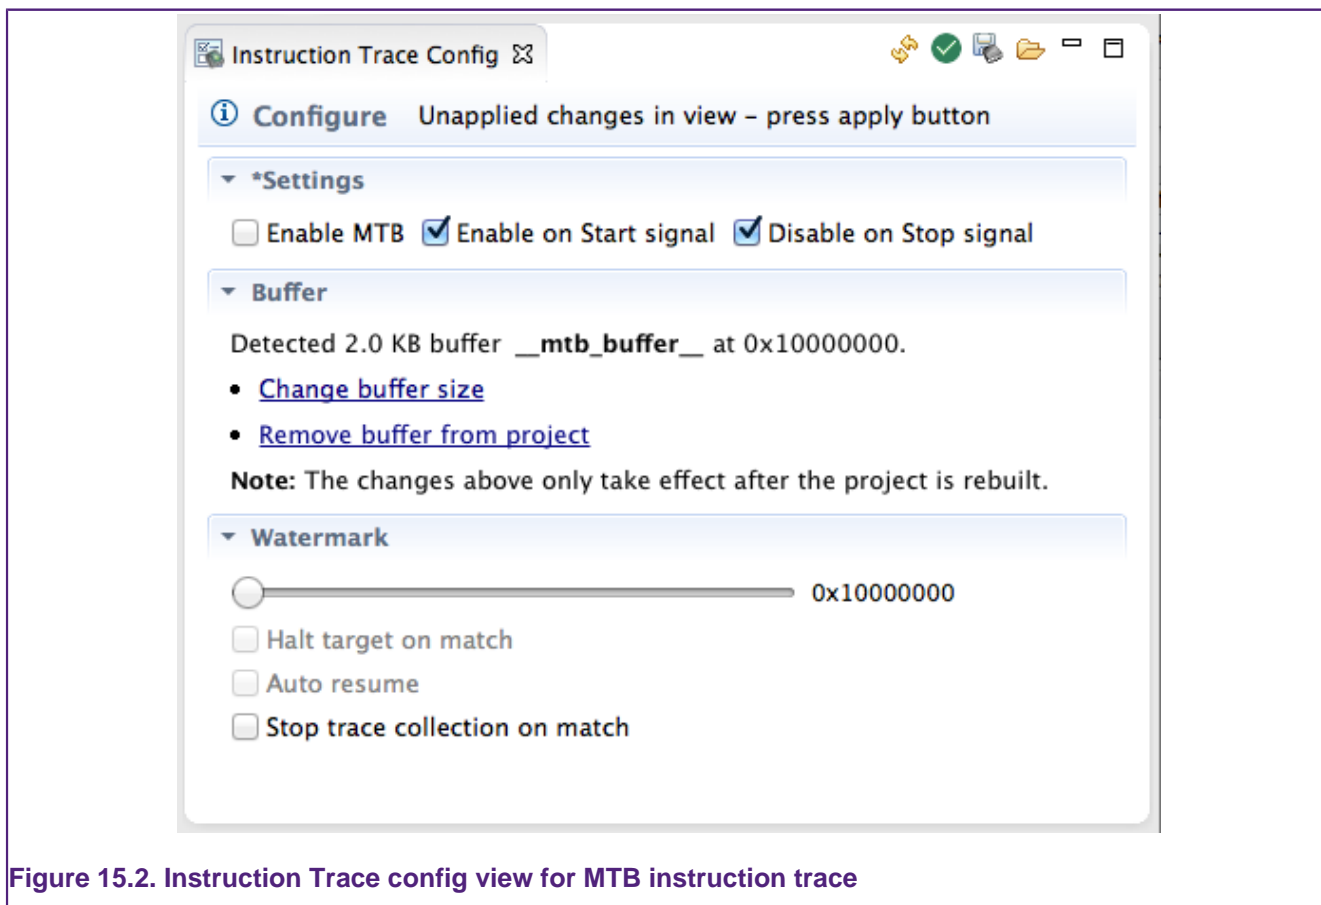 Instruction Trace Config
Configure Unapplied changes in view – press apply button
*Settings
Enable MTB Enable on Start signal Disable on Stop signal
Buffer
Detected 2.0 KB buffer __mtb_buffer__ at 0x10000000.
• Change buffer size
• Remove buffer from project
Note: The changes above only take effect after the project is rebuilt.
Watermark
0x10000000
Halt target on match
Auto resume
Stop trace collection on match
Figure 15.2. Instruction Trace config view for MTB instruction trace